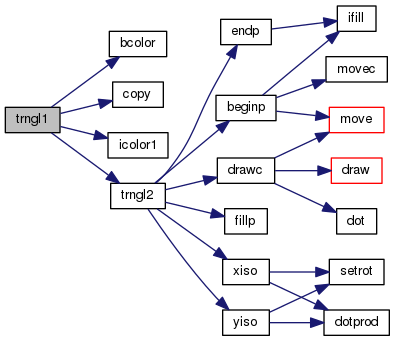 trngl1
bcolor
copy
icolor1
trngl2
endp
beginp
drawc
fillp
xiso
yiso
ifill
movec
move
draw
dot
setrot
dotprod